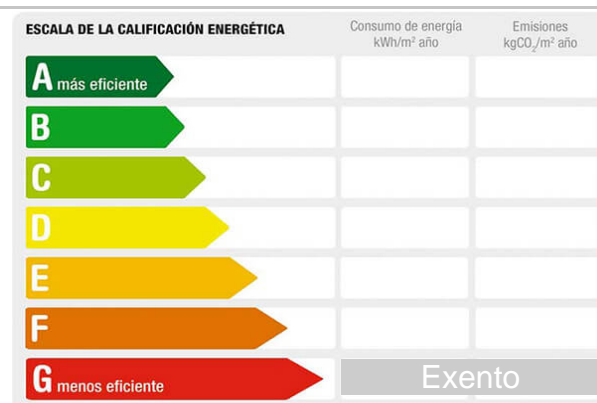 ESCALA DE LA CALIFICACIÓN ENERGÉTICA
Consumo de energía
kWh/m² año
Emisiones
kgCO₂/m² año
A más eficiente
B
C
D
E
F
G menos eficiente
Exento